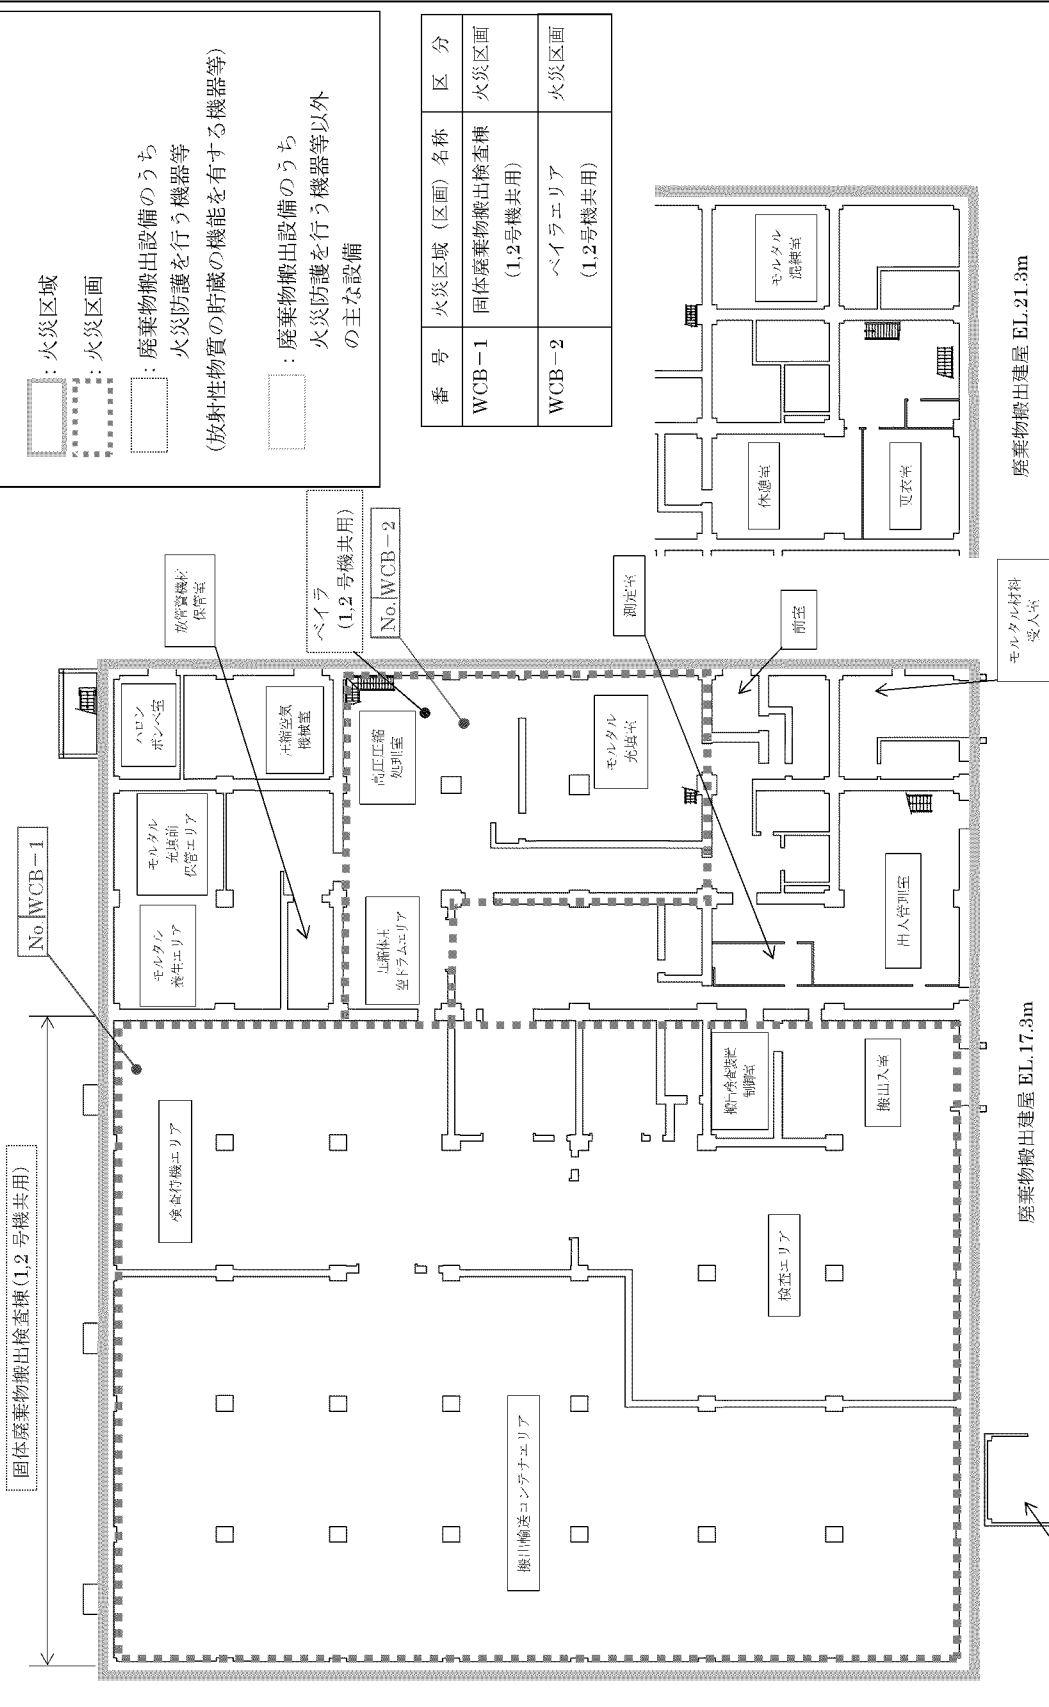 ：火災区域
：火災区画
：廃棄物搬出設備のうち
火災防護を行う機器等
(放射性物質の貯蔵の機能を有する機器等)
：廃棄物搬出設備のうち
火災防護を行う機器等以外
の主な設備
番　号
火災区域（区画）名称
区　分
WCB－1
固体廃棄物搬出検査棟
(1,2号機共用)
火災区画
WCB－2
ベイラエリア
(1,2号機共用)
火災区画
固体廃棄物搬出検査棟(1,2 号機共用)
No. WCB－1
放管資機材
保管室
ベイラ
(1,2 号機共用)
No. WCB－2
ハロン
ボンベ室
圧縮空気
機械室
モルタル
充填前
保管エリア
モルタル
養生エリア
高圧圧縮
処理室
モルタル
充填室
圧縮体用
空ドラムエリア
測定室
前室
モルタル材料
受入室
出入管理室
検査待機エリア
搬出検査装置
制御室
搬出入室
検査エリア
搬出輸送コンテナエリア
廃棄物搬出建屋 EL.17.3m
モルタル
混練室
休憩室
更衣室
廃棄物搬出建屋 EL.21.3m